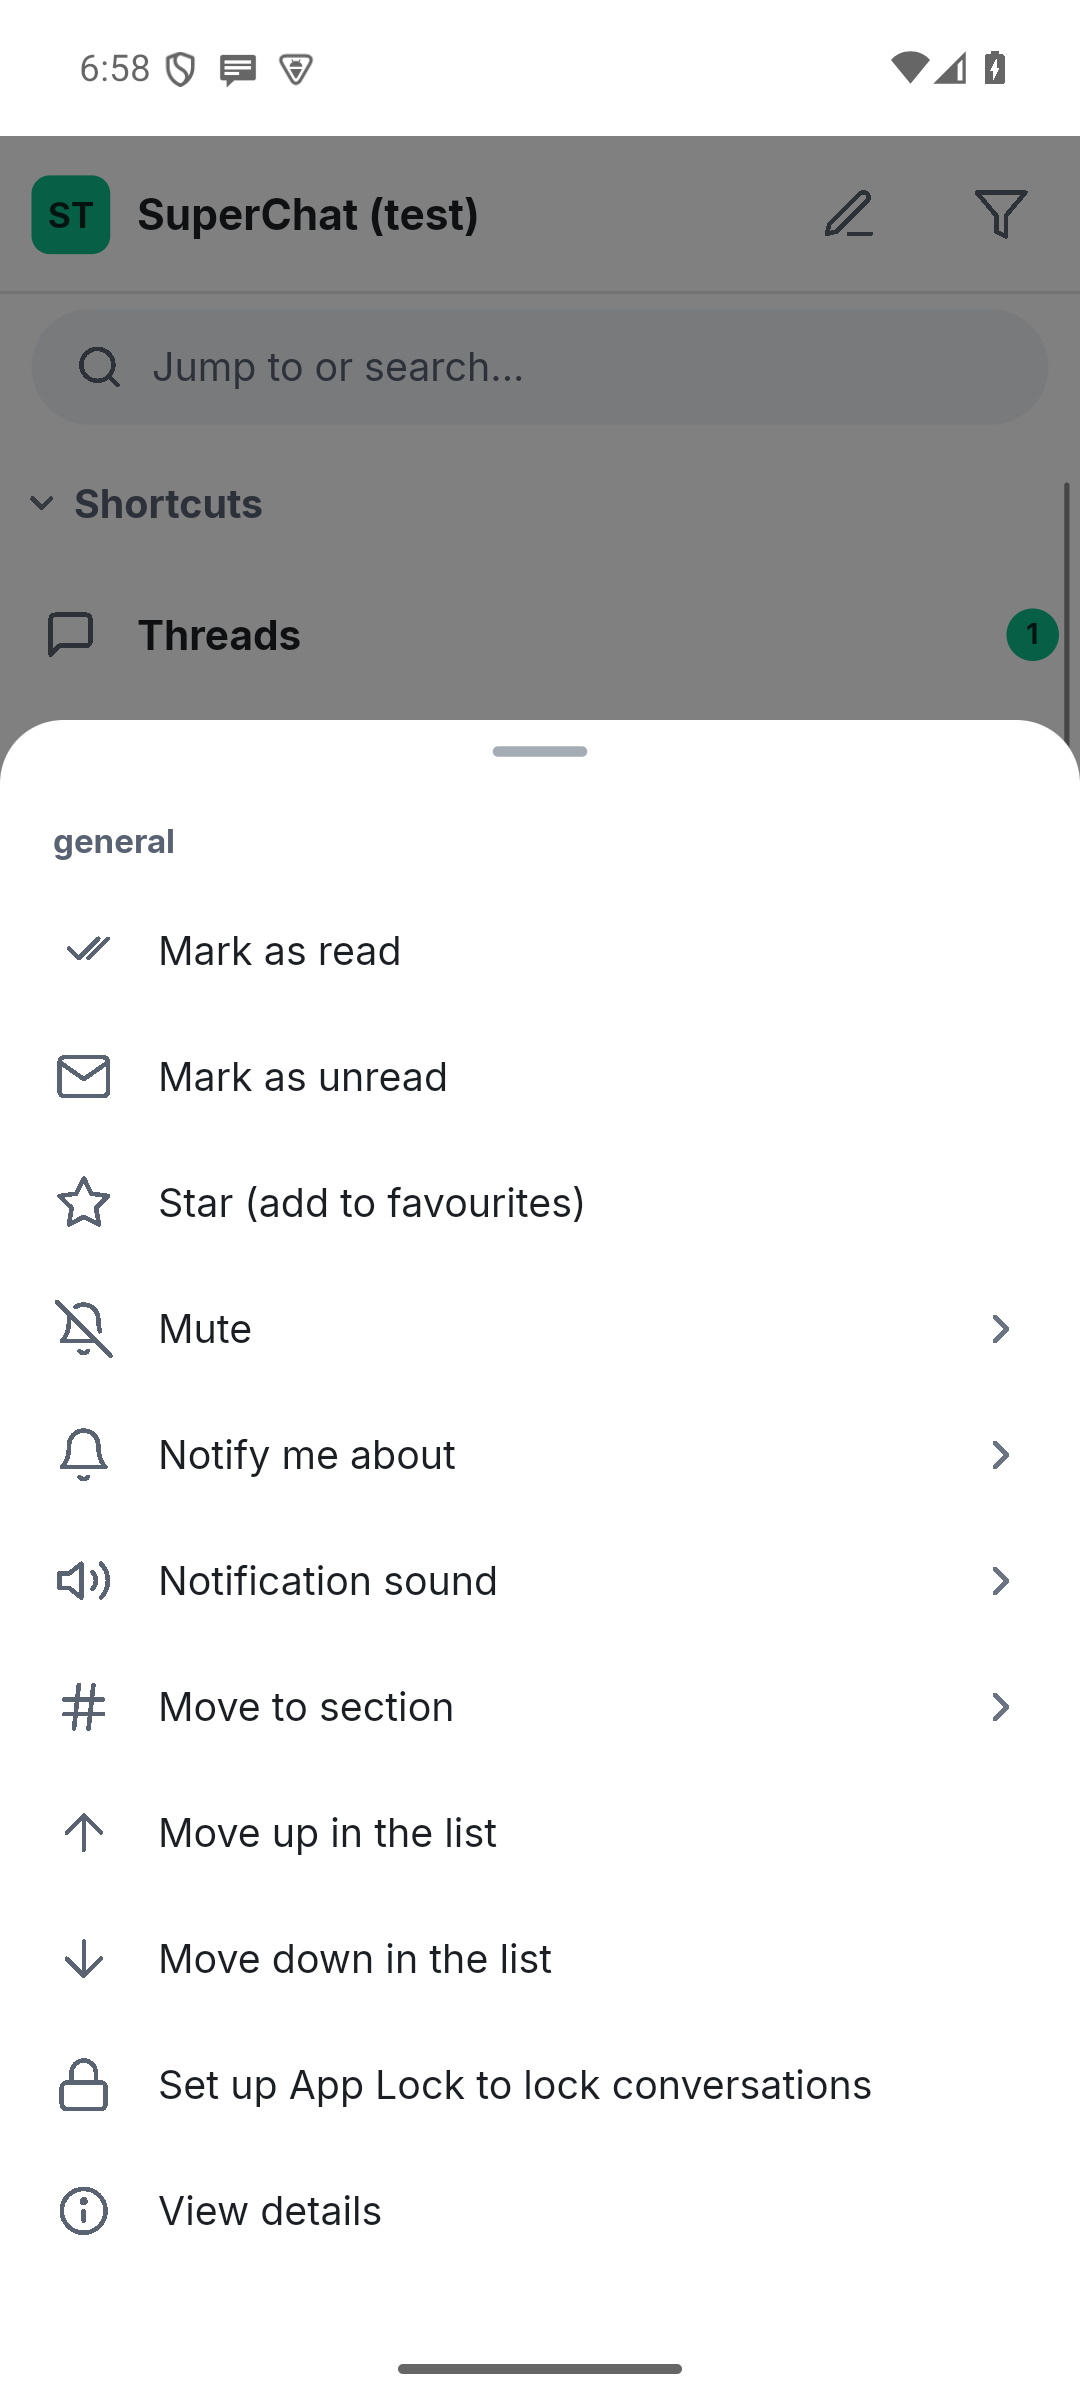 6:58
ST SuperChat (test)
Jump to or search...
Shortcuts
Threads 1
general
Mark as read
Mark as unread
Star (add to favourites)
Mute
Notify me about
Notification sound
Move to section
Move up in the list
Move down in the list
Set up App Lock to lock conversations
View details